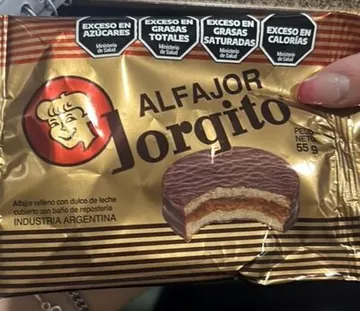 EXCESO EN
AZÚCARES
Ministerio
de Salud
EXCESO EN
GRASAS
TOTALES
Ministerio
de Salud
EXCESO EN
GRASAS
SATURADAS
Ministerio
de Salud
EXCESO EN
CALORÍAS
Ministerio
de Salud
ALFAJOR
Jorgito
PESO
NETO
55 g
Alfajor relleno con dulce de leche
cubierto con baño de repostería
INDUSTRIA ARGENTINA